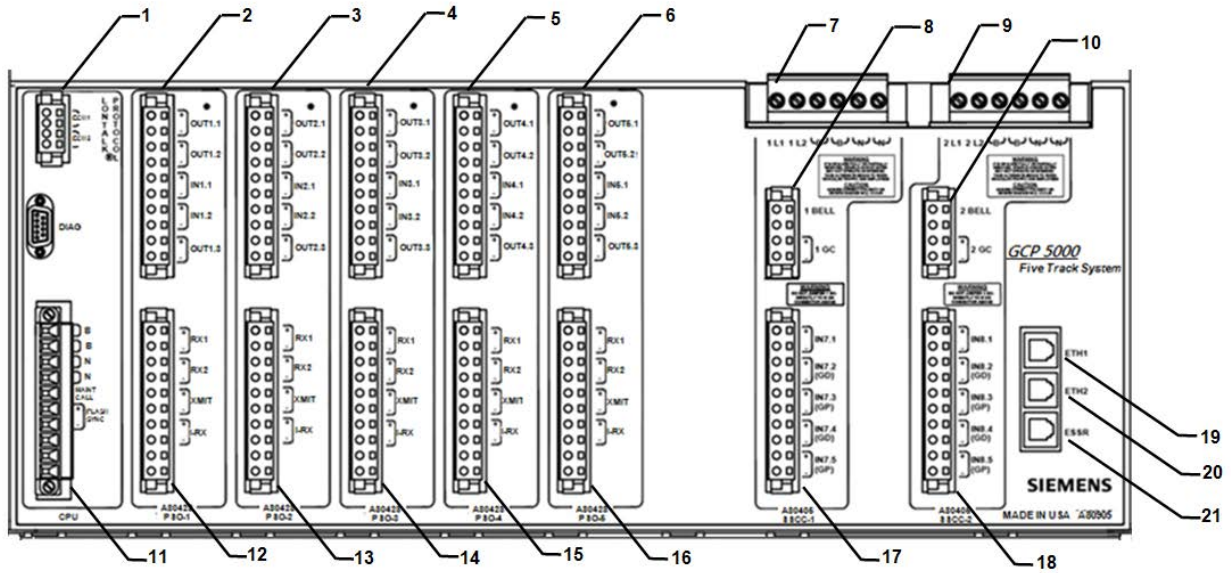 1 2 3 4 5 6 7 8 9 10
LONTALK® PROTOCOL
DIAG
B
B
N
N
MAINT CALL
FLASH SYNC
CPU
OUT1.1
OUT1.2
IN1.1
IN1.2
OUT1.3
RX1
RX2
XMIT
I-RX
A80428
PSO-1
OUT2.1
OUT2.2
IN2.1
IN2.2
OUT2.3
RX1
RX2
XMIT
I-RX
A80428
PSO-2
OUT3.1
OUT3.2
IN3.1
IN3.2
OUT3.3
RX1
RX2
XMIT
I-RX
A80428
PSO-3
OUT4.1
OUT4.2
IN4.1
IN4.2
OUT4.3
RX1
RX2
XMIT
I-RX
A80428
PSO-4
OUT5.1
OUT5.2
IN5.1
IN5.2
OUT5.3
RX1
RX2
XMIT
I-RX
A80428
PSO-5
1 L1 1 L2 B B N N
WARNING
CAUTION
1 BELL
1 GC
WARNING
IN7.1
IN7.2
(GD)
IN7.3
(GP)
IN7.4
(GD)
IN7.5
(GP)
A80405
SSCC-1
2 L1 2 L2 B B N N
WARNING
CAUTION
2 BELL
2 GC
WARNING
IN8.1
IN8.2
(GD)
IN8.3
(GP)
IN8.4
(GD)
IN8.5
(GP)
A80405
SSCC-2
GCP 5000
Five Track System
ETH1
ETH2
ESSR
SIEMENS
MADE IN USA A80905
19
20
21
11 12 13 14 15 16 17 18